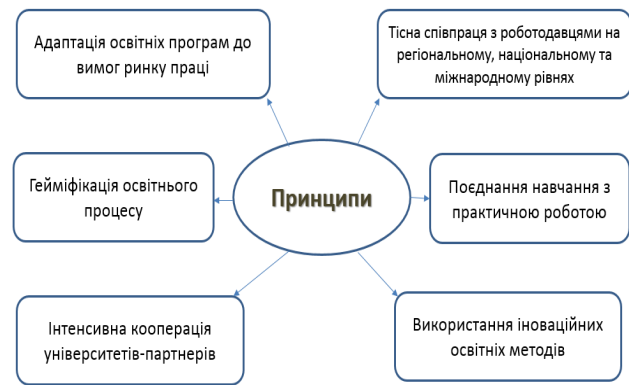 Адаптація освітніх програм до
вимог ринку праці
Тісна співпраця з роботодавцями на
регіональному, національному та
міжнародному рівнях
Гейміфікація освітнього
процесу
Принципи
Поєднання навчання з
практичною роботою
Інтенсивна кооперація
університетів-партнерів
Використання іноваційних
освітніх методів